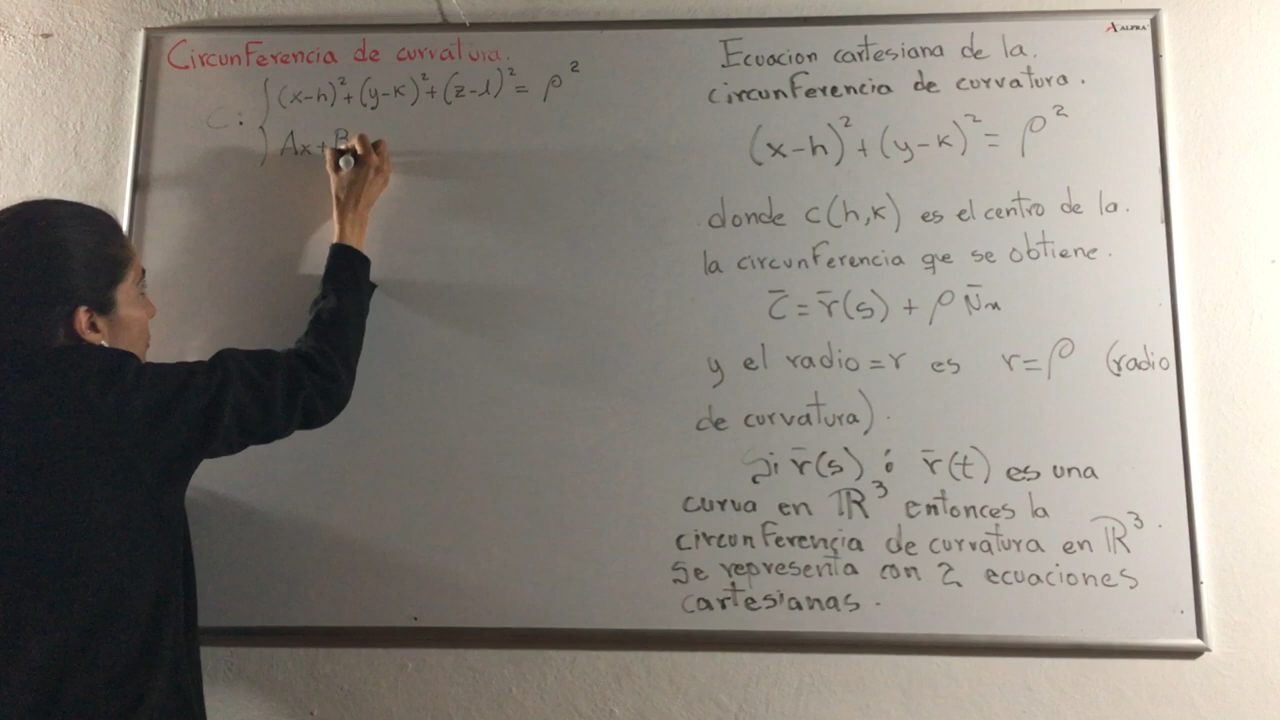 Circunferencia de curvatura.
C: { (x-h)² + (y-k)² + (z-l)² = ρ²
Ax + B
Ecuacion cartesiana de la.
circunferencia de curvatura.
(x-h)² + (y-k)² = ρ²
donde c(h,k) es el centro de la.
la circunferencia que se obtiene.
c̄ = r̄(s) + ρ N̄n
y el radio = r es r = ρ (radio
de curvatura).
Si r̄(s) ó r̄(t) es una
curva en ℝ³ entonces la
circunferencia de curvatura en ℝ³.
Se representa con 2 ecuaciones
cartesianas.
ALFRA